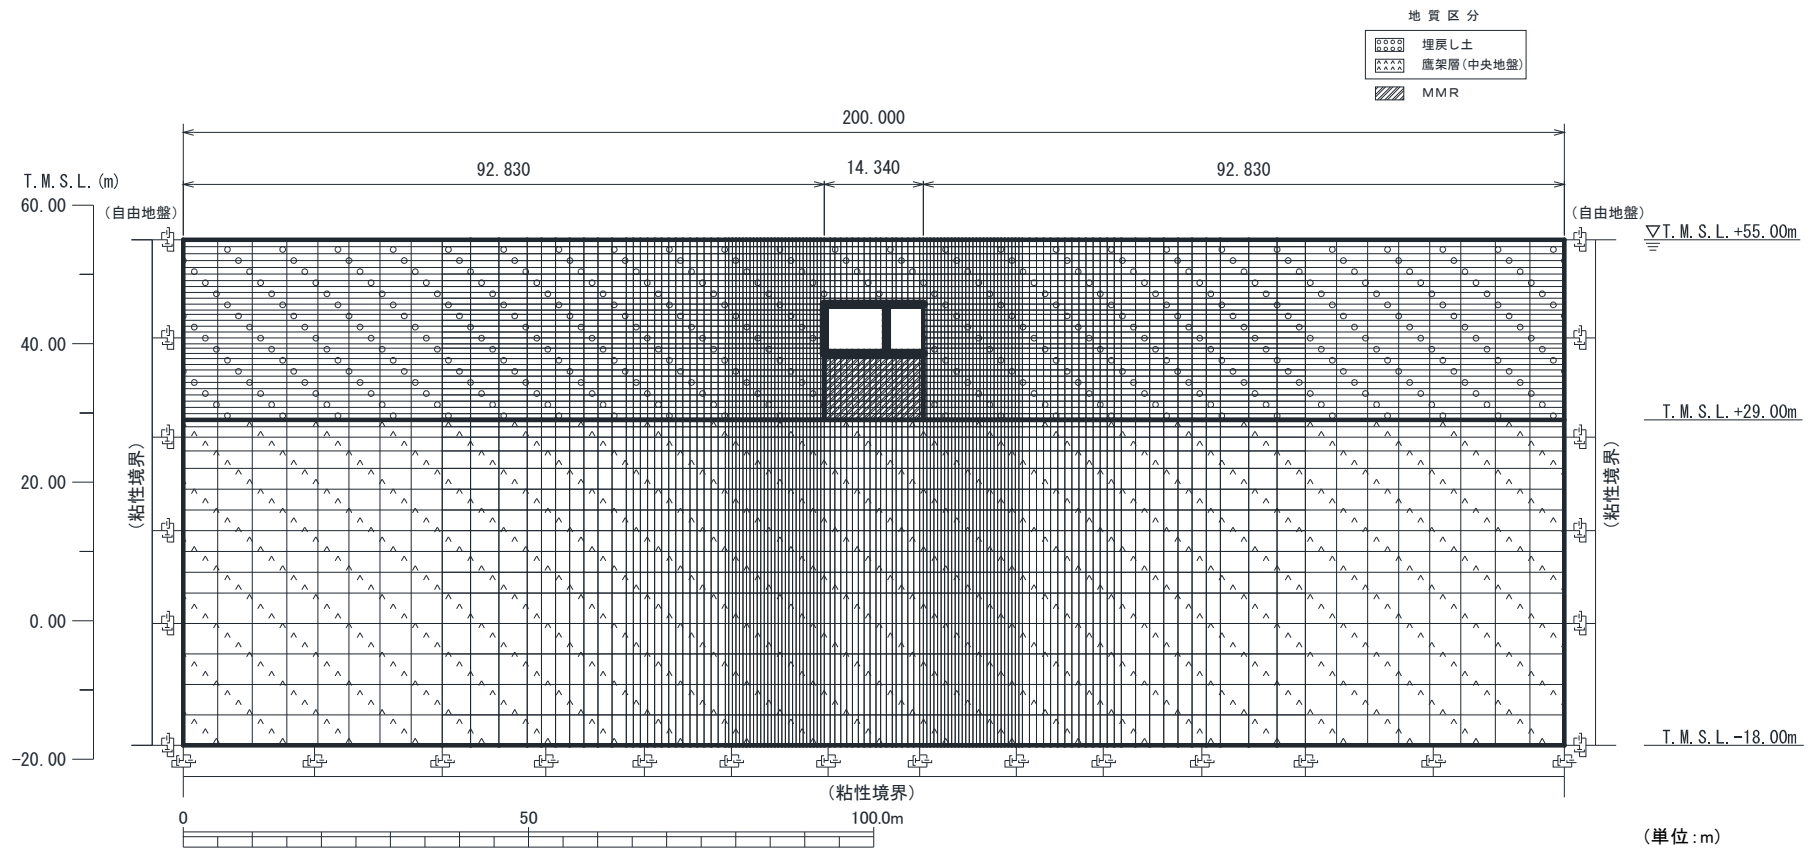 地質区分
埋戻し土
鷹架層(中央地盤)
MMR
200.000
92.830
14.340
92.830
T.M.S.L.(m)
60.00
(自由地盤)
(自由地盤)
T.M.S.L.+55.00m
40.00
T.M.S.L.+29.00m
20.00
(粘性境界)
(粘性境界)
0.00
T.M.S.L.-18.00m
-20.00
(粘性境界)
0
50
100.0m
(単位:m)